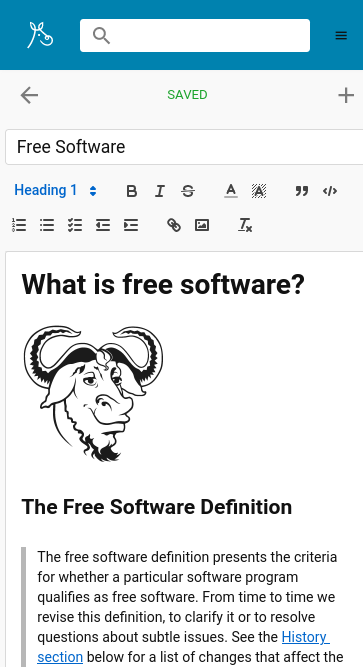 SAVED
Free Software
Heading 1
What is free software?
The Free Software Definition
The free software definition presents the criteria
for whether a particular software program
qualifies as free software. From time to time we
revise this definition, to clarify it or to resolve
questions about subtle issues. See the History
section below for a list of changes that affect the